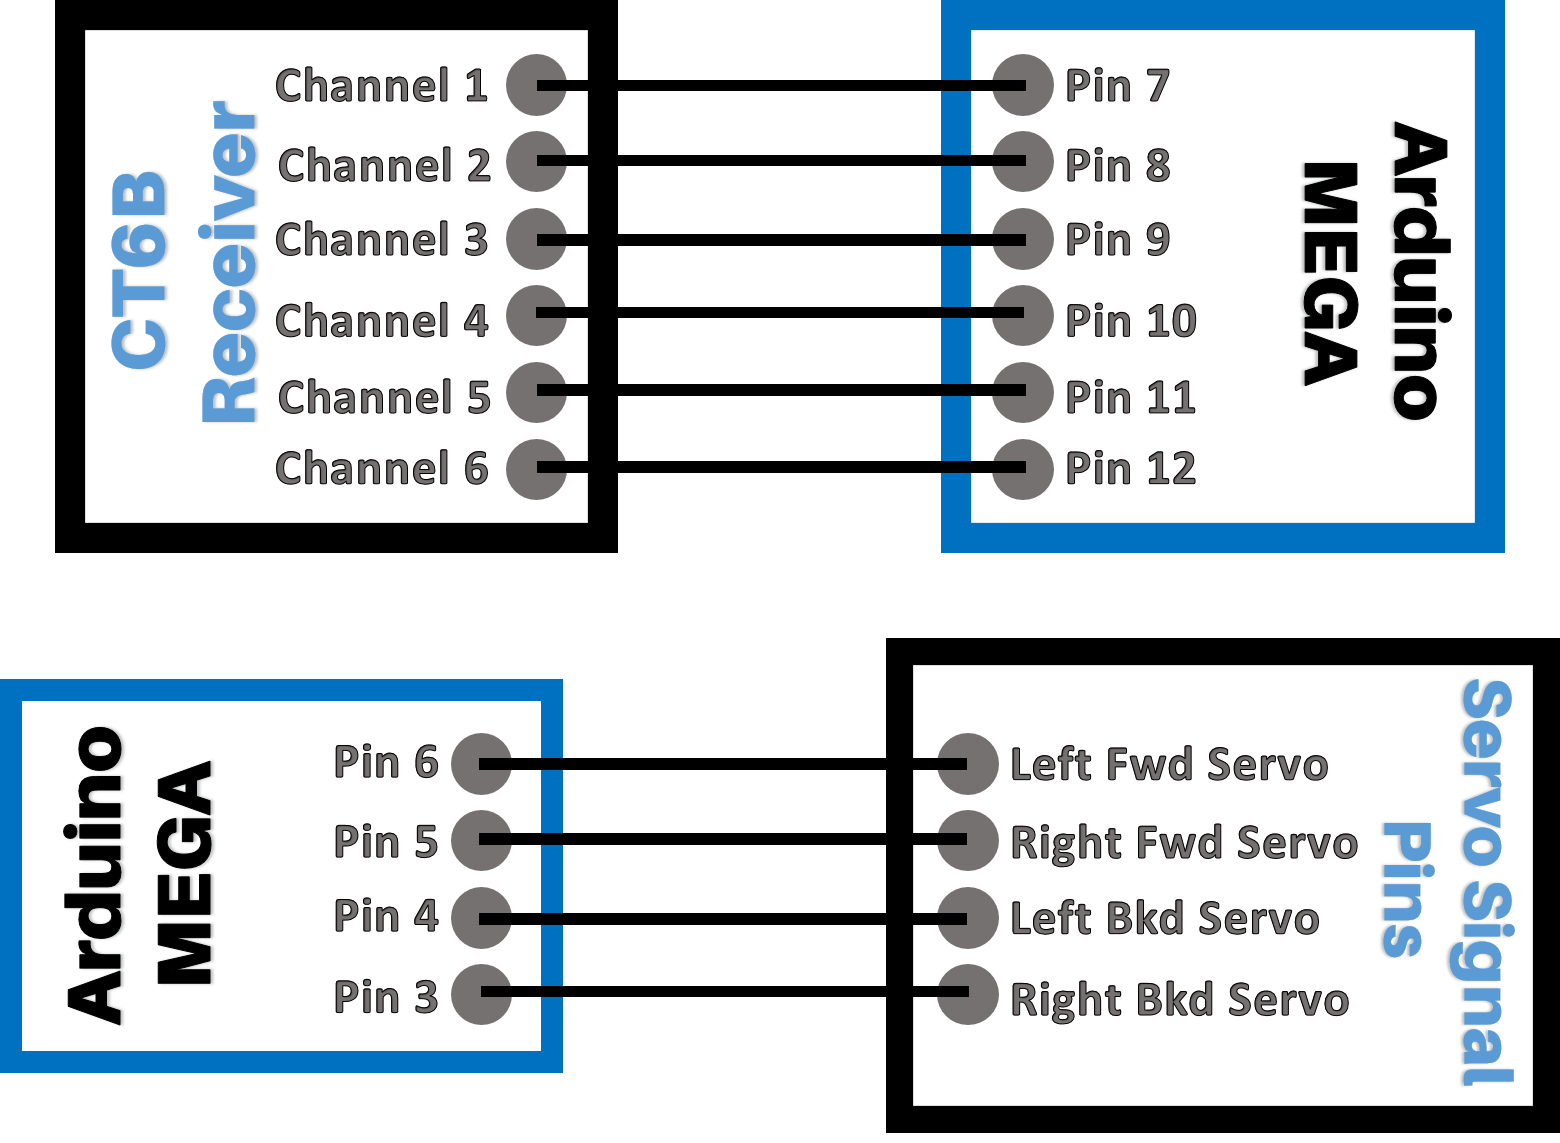 CT6B
Receiver
Channel 1
Channel 2
Channel 3
Channel 4
Channel 5
Channel 6
Pin 7
Pin 8
Pin 9
Pin 10
Pin 11
Pin 12
Arduino
MEGA
Arduino
MEGA
Pin 6
Pin 5
Pin 4
Pin 3
Left Fwd Servo
Right Fwd Servo
Left Bkd Servo
Right Bkd Servo
Servo Signal
Pins